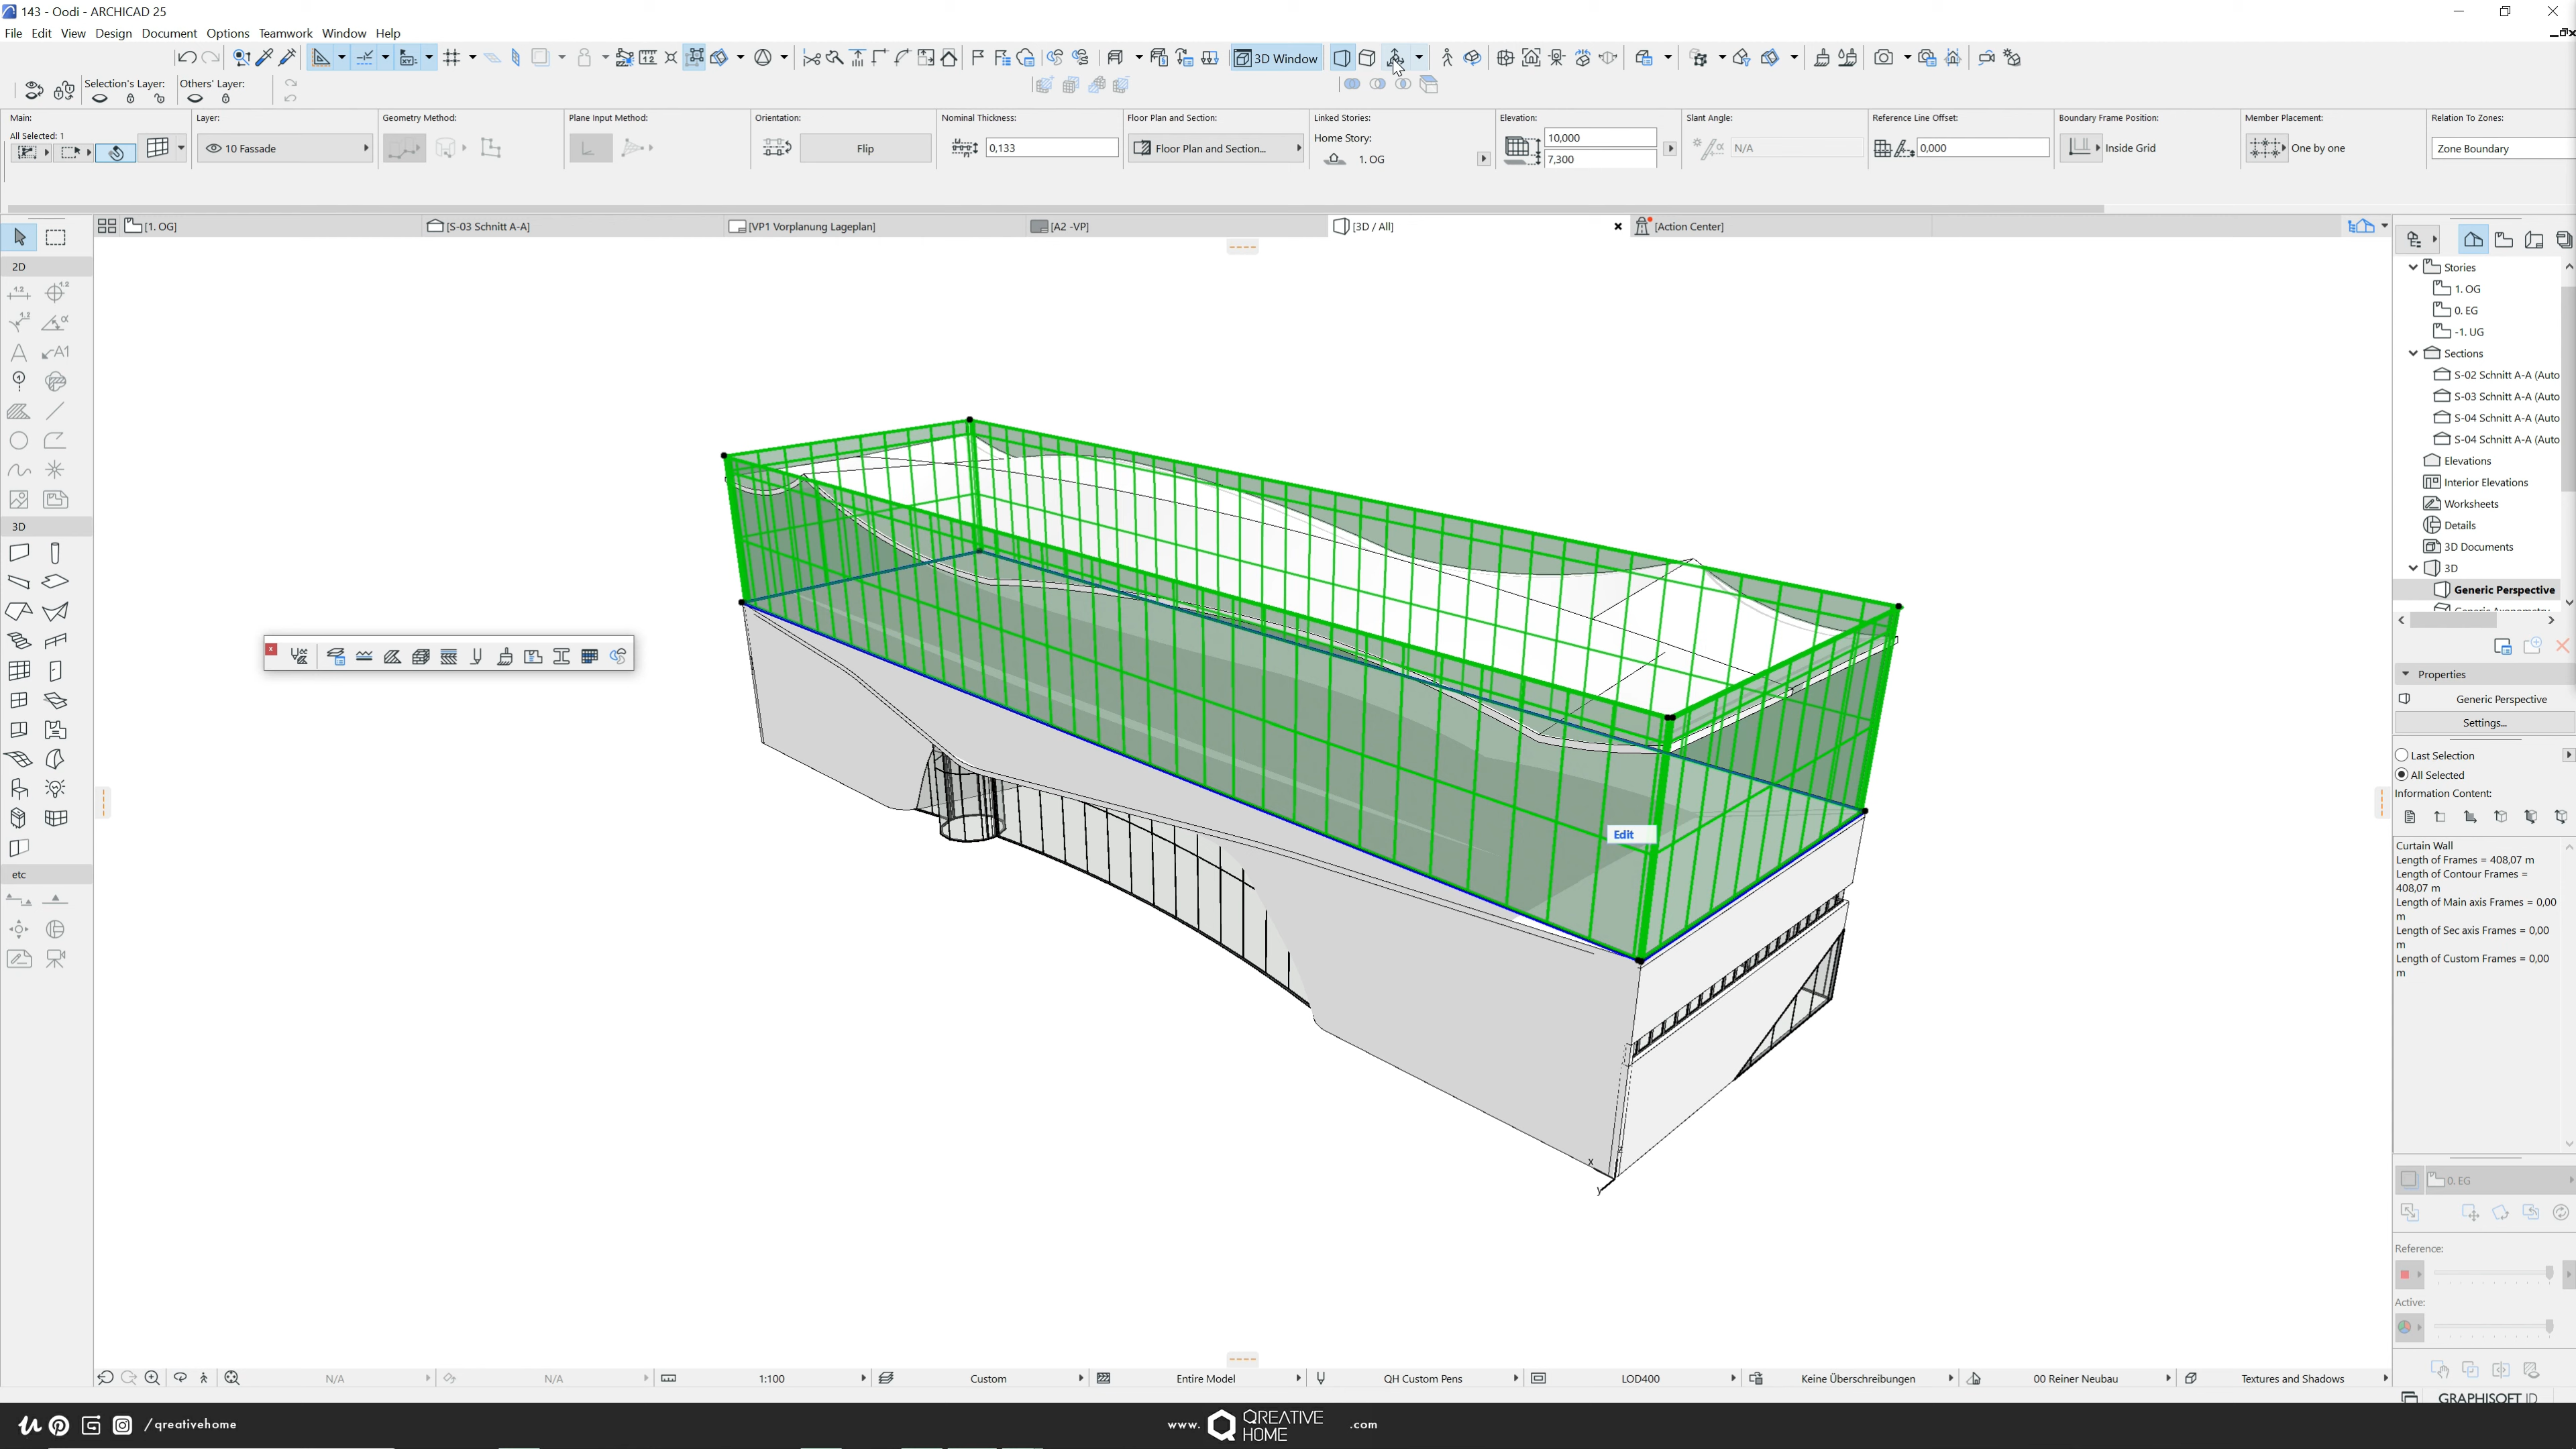 143 - Oodi - ARCHICAD 25
File Edit View Design Document Options Teamwork Window Help
3D Window
Selection's Layer:
Others' Layer:
Main:
All Selected: 1
Layer:
10 Fassade
Geometry Method:
Plane Input Method:
Orientation:
Flip
Nominal Thickness:
0,133
Floor Plan and Section:
Floor Plan and Section...
Linked Stories:
Home Story:
1. OG
Elevation:
10,000
7,300
Slant Angle:
N/A
Reference Line Offset:
0,000
Boundary Frame Position:
Inside Grid
Member Placement:
One by one
Relation To Zones:
Zone Boundary
[1. OG]
[S-03 Schnitt A-A]
[VP1 Vorplanung Lageplan]
[A2 -VP]
[3D / All]
[Action Center]
2D
3D
etc
Edit
x
y
z
Stories
1. OG
0. EG
-1. UG
Sections
S-02 Schnitt A-A (Auto
S-03 Schnitt A-A (Auto
S-04 Schnitt A-A (Auto
S-04 Schnitt A-A (Auto
Elevations
Interior Elevations
Worksheets
Details
3D Documents
3D
Generic Perspective
Generic Axonometry
Properties
Generic Perspective
Settings...
Last Selection
All Selected
Information Content:
Curtain Wall
Length of Frames = 408,07 m
Length of Contour Frames =
408,07 m
Length of Main axis Frames = 0,00
m
Length of Sec axis Frames = 0,00
m
Length of Custom Frames = 0,00
m
0. EG
Reference:
Active:
N/A
N/A
1:100
Custom
Entire Model
QH Custom Pens
LOD400
Keine Überschreibungen
00 Reiner Neubau
Textures and Shadows
GRAPHISOFT ID
/qreativehome
www.
QREATIVE
HOME
.com